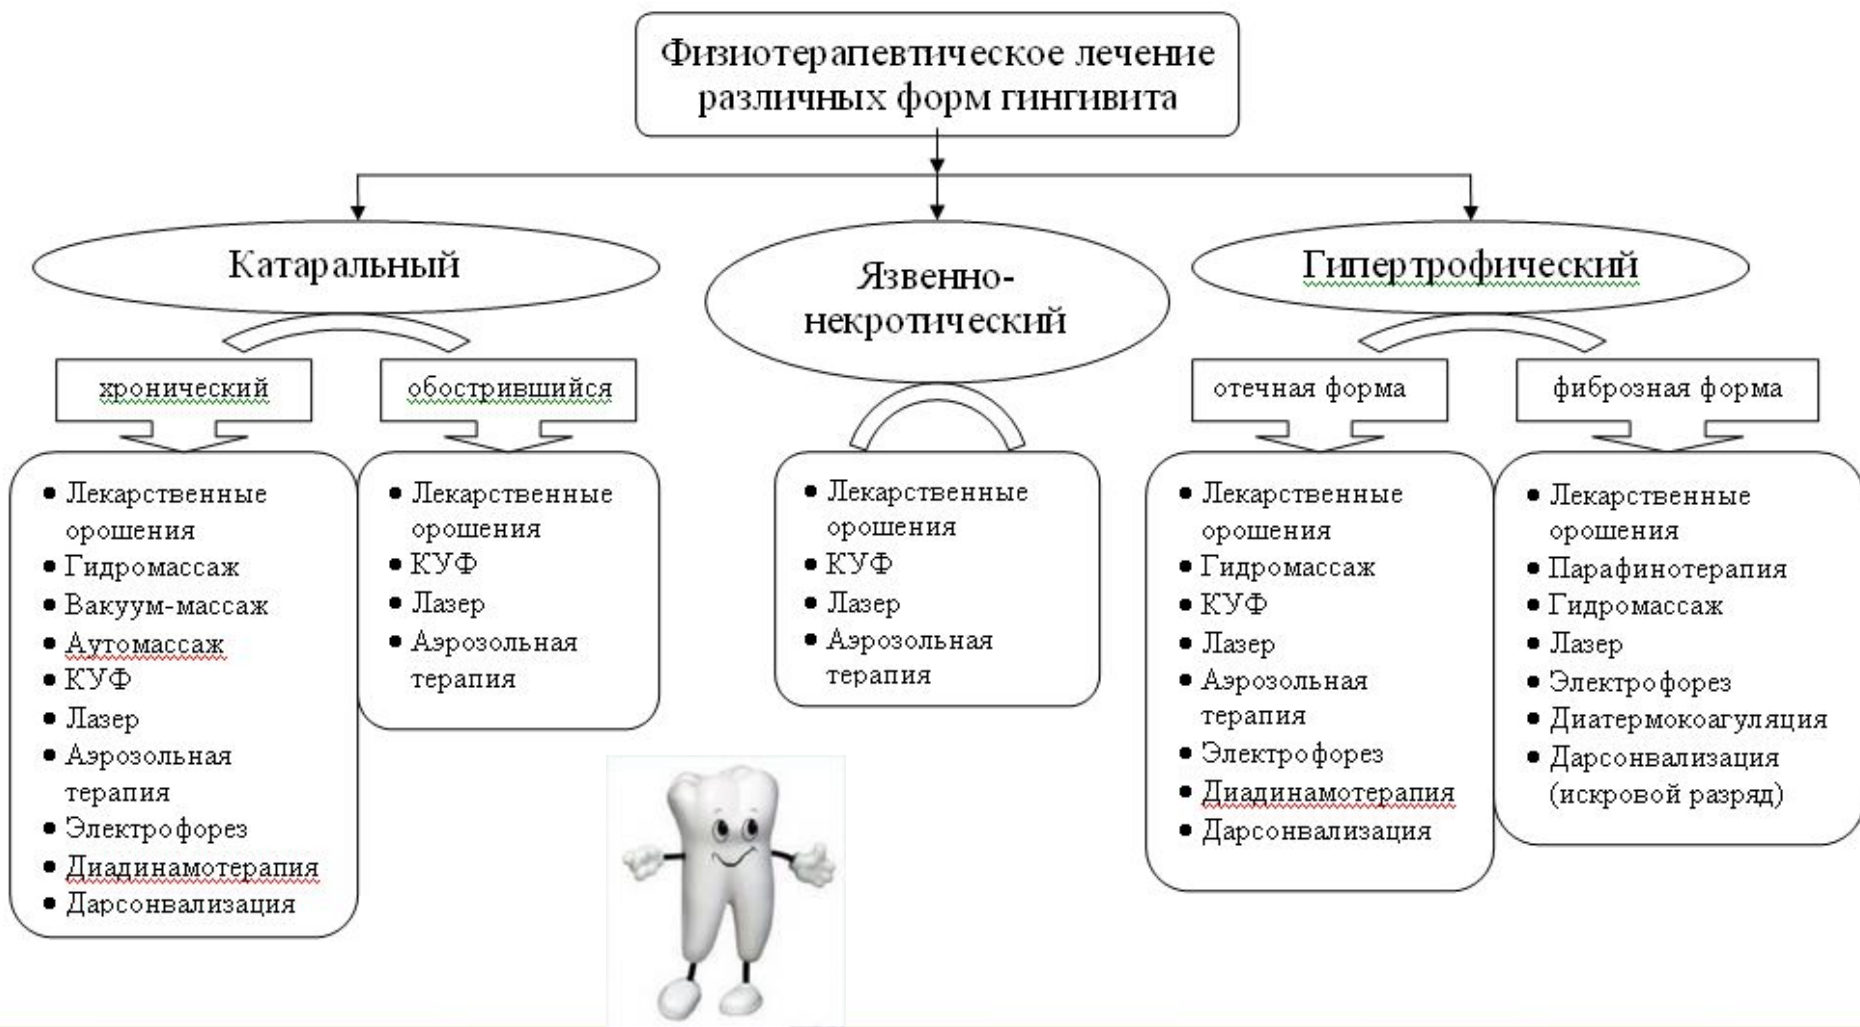 Физиотерапевтическое лечение
различных форм гингивита
Катаральный
Язвенно-
некротический
Гипертрофический
хронический
обострившийся
отечная форма
фиброзная форма
• Лекарственные
орошения
• Гидромассаж
• Вакуум-массаж
• Аутомассаж
• КУФ
• Лазер
• Аэрозольная
терапия
• Электрофорез
• Диадинамотерапия
• Дарсонвализация
• Лекарственные
орошения
• КУФ
• Лазер
• Аэрозольная
терапия
• Лекарственные
орошения
• КУФ
• Лазер
• Аэрозольная
терапия
• Лекарственные
орошения
• Гидромассаж
• КУФ
• Лазер
• Аэрозольная
терапия
• Электрофорез
• Диадинамотерапия
• Дарсонвализация
• Лекарственные
орошения
• Парафинотерапия
• Гидромассаж
• Лазер
• Электрофорез
• Диатермокоагуляция
• Дарсонвализация
(искровой разряд)